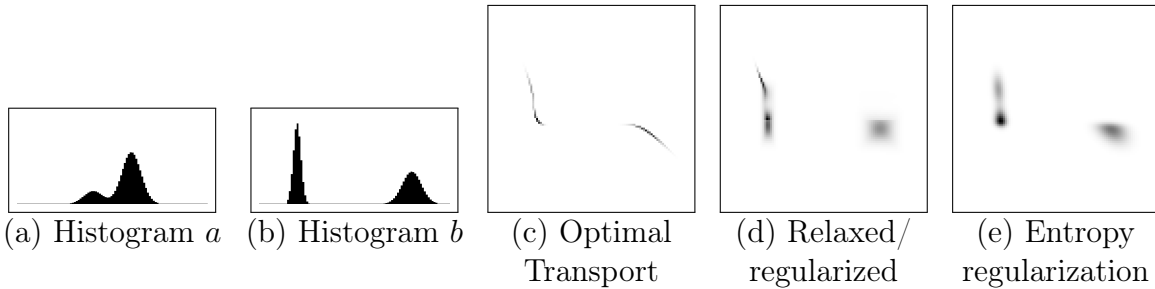 (a) Histogram a
(b) Histogram b
(c) Optimal
Transport
(d) Relaxed/
regularized
(e) Entropy
regularization